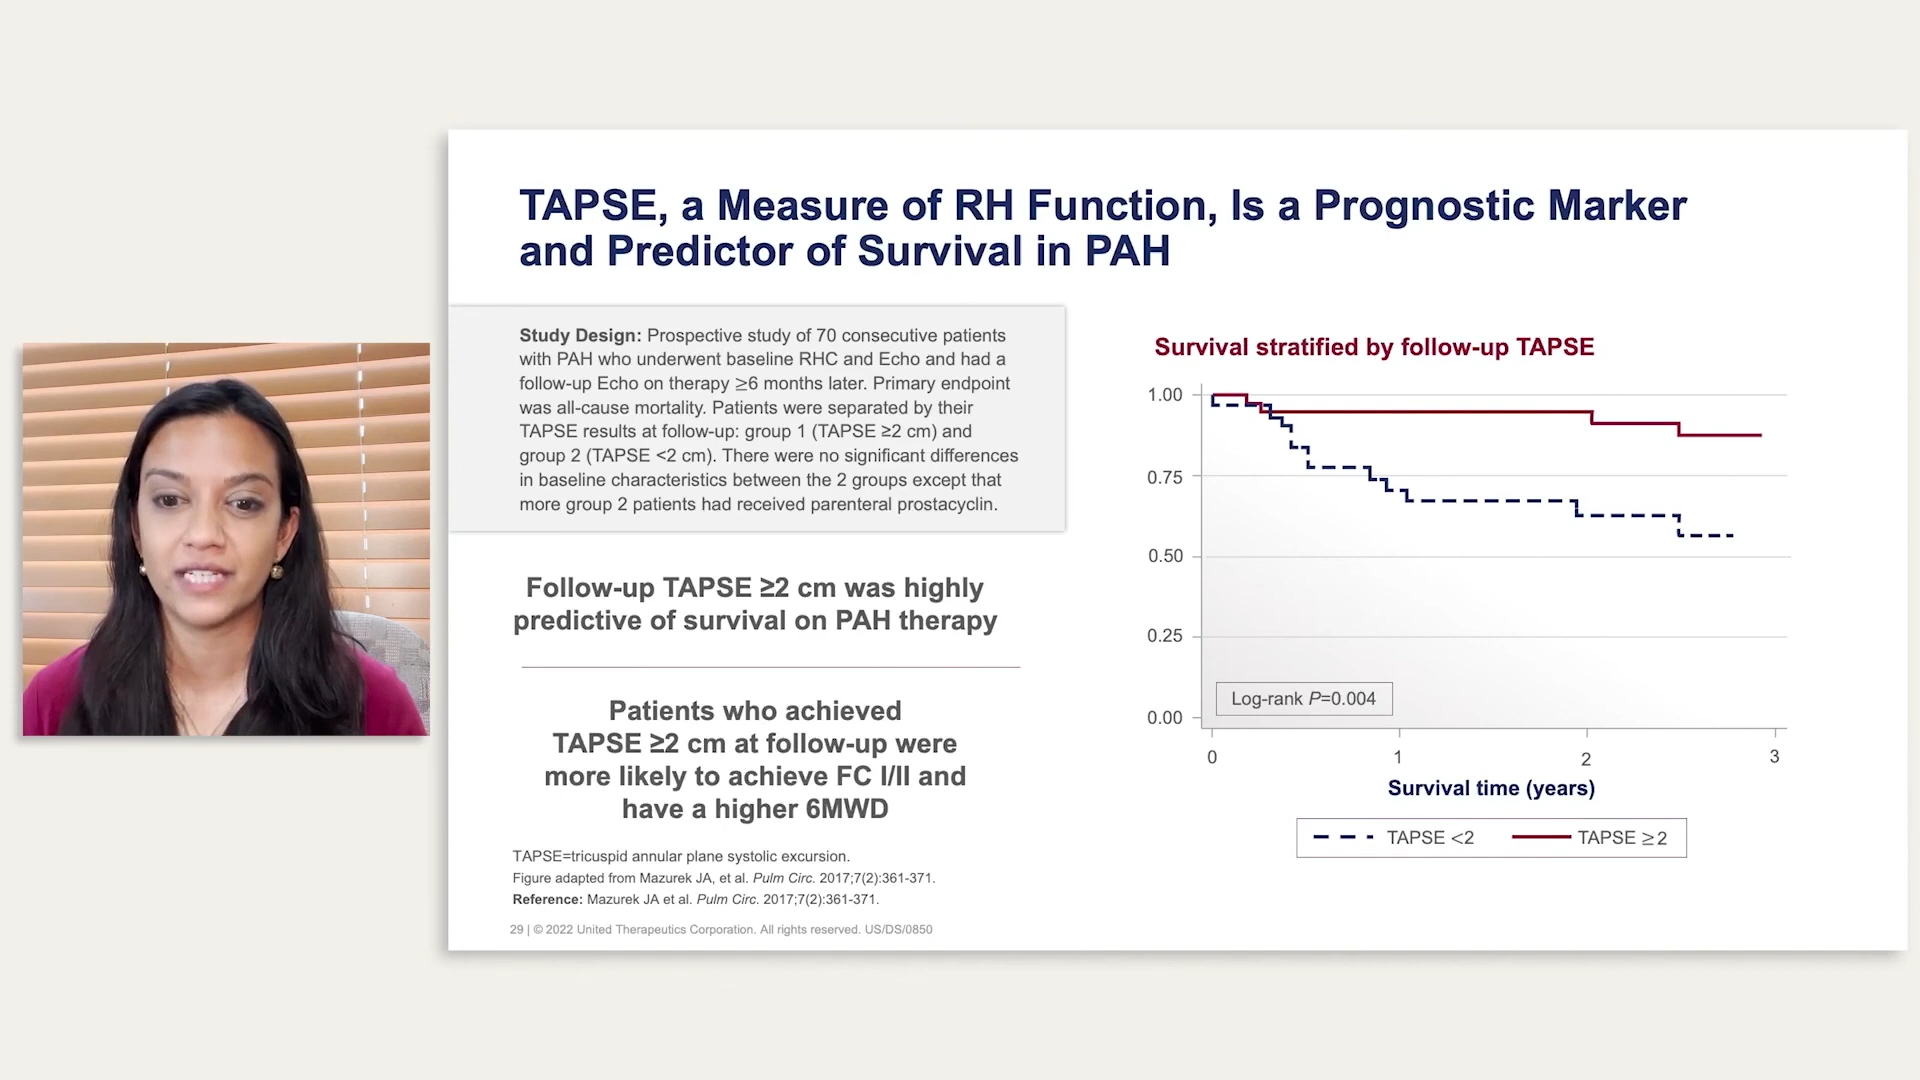 TAPSE, a Measure of RH Function, Is a Prognostic Marker
and Predictor of Survival in PAH
Study Design: Prospective study of 70 consecutive patients
with PAH who underwent baseline RHC and Echo and had a
follow-up Echo on therapy ≥6 months later. Primary endpoint
was all-cause mortality. Patients were separated by their
TAPSE results at follow-up: group 1 (TAPSE ≥2 cm) and
group 2 (TAPSE <2 cm). There were no significant differences
in baseline characteristics between the 2 groups except that
more group 2 patients had received parenteral prostacyclin.
Follow-up TAPSE ≥2 cm was highly
predictive of survival on PAH therapy
Patients who achieved
TAPSE ≥2 cm at follow-up were
more likely to achieve FC I/II and
have a higher 6MWD
TAPSE=tricuspid annular plane systolic excursion.
Figure adapted from Mazurek JA, et al. Pulm Circ. 2017;7(2):361-371.
Reference: Mazurek JA et al. Pulm Circ. 2017;7(2):361-371.
29 | © 2022 United Therapeutics Corporation. All rights reserved. US/DS/0850
Survival stratified by follow-up TAPSE
1.00
0.75
0.50
0.25
0.00
Log-rank P=0.004
0 1 2 3
Survival time (years)
TAPSE <2 TAPSE ≥2